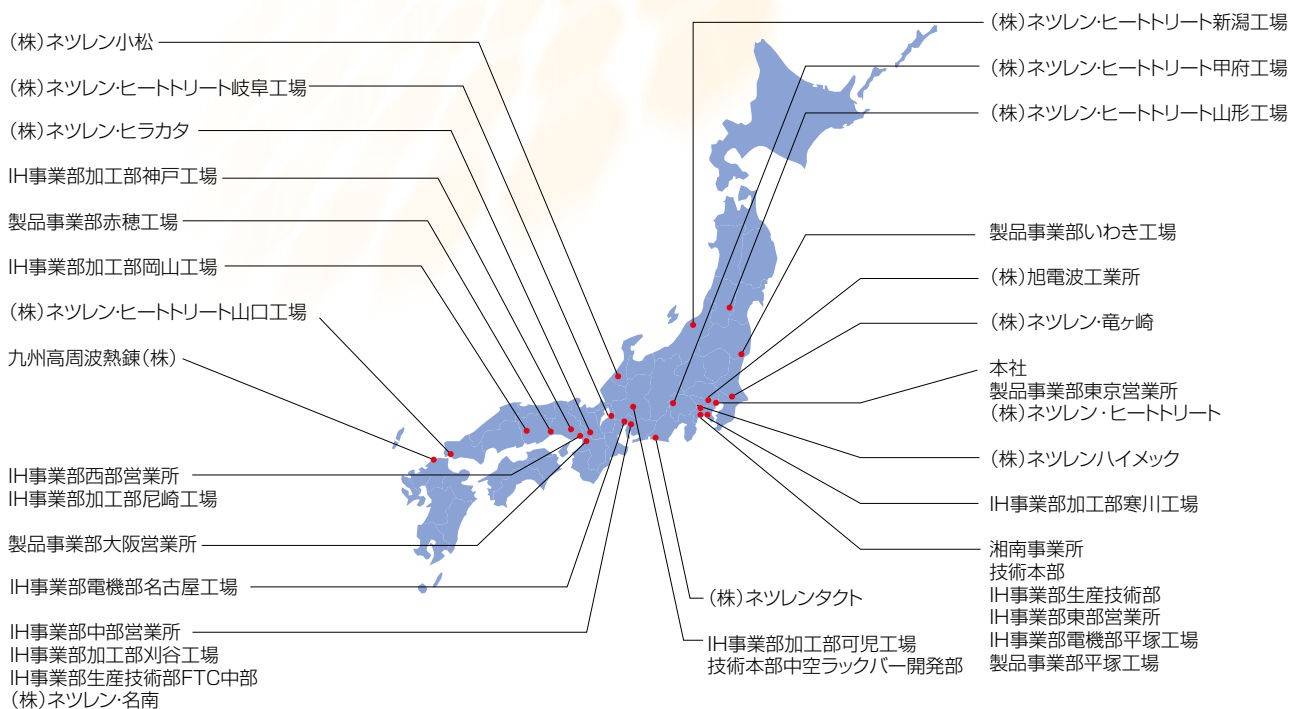 (株)ネツレン小松
(株)ネツレン・ヒートトリート岐阜工場
(株)ネツレン・ヒラカタ
IH事業部加工部神戸工場
製品事業部赤穂工場
IH事業部加工部岡山工場
(株)ネツレン・ヒートトリート山口工場
九州高周波熱錬(株)
IH事業部西部営業所
IH事業部加工部尼崎工場
製品事業部大阪営業所
IH事業部電機部名古屋工場
IH事業部中部営業所
IH事業部加工部刈谷工場
IH事業部生産技術部FTC中部
(株)ネツレン・名南
(株)ネツレンタクト
IH事業部加工部可児工場
技術本部中空ラックバー開発部
(株)ネツレン・ヒートトリート新潟工場
(株)ネツレン・ヒートトリート甲府工場
(株)ネツレン・ヒートトリート山形工場
製品事業部いわき工場
(株)旭電波工業所
(株)ネツレン・竜ヶ崎
本社
製品事業部東京営業所
(株)ネツレン・ヒートトリート
(株)ネツレンハイメック
IH事業部加工部寒川工場
湘南事業所
技術本部
IH事業部生産技術部
IH事業部東部営業所
IH事業部電機部平塚工場
製品事業部平塚工場